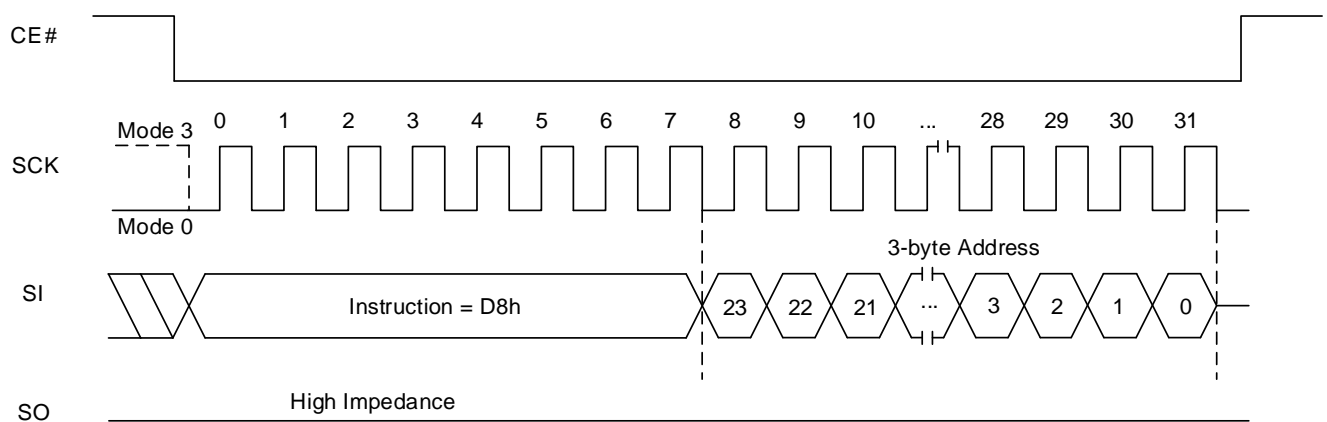 CE#
Mode 3 0 1 2 3 4 5 6 7 8 9 10 ... 28 29 30 31
SCK
Mode 0
3-byte Address
SI Instruction = D8h 23 22 21 ... 3 2 1 0
High Impedance
SO